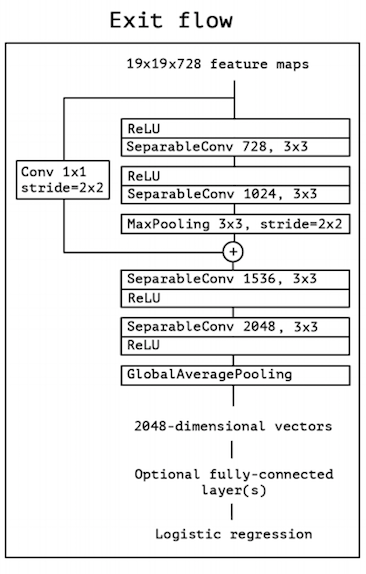 Exit flow
19x19x728 feature maps
ReLU
SeparableConv 728, 3x3
Conv 1x1
stride=2x2
ReLU
SeparableConv 1024, 3x3
MaxPooling 3x3, stride=2x2
+
SeparableConv 1536, 3x3
ReLU
SeparableConv 2048, 3x3
ReLU
GlobalAveragePooling
2048-dimensional vectors
Optional fully-connected
layer(s)
Logistic regression